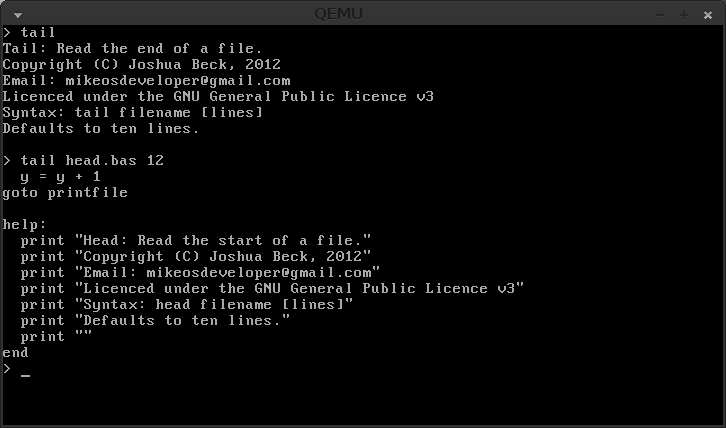 QEMU
> tail
Tail: Read the end of a file.
Copyright (C) Joshua Beck, 2012
Email: mikeosdeveloper@gmail.com
Licenced under the GNU General Public Licence v3
Syntax: tail filename [lines]
Defaults to ten lines.

> tail head.bas 12
  y = y + 1
goto printfile

help:
  print "Head: Read the start of a file."
  print "Copyright (C) Joshua Beck, 2012"
  print "Email: mikeosdeveloper@gmail.com"
  print "Licenced under the GNU General Public Licence v3"
  print "Syntax: head filename [lines]"
  print "Defaults to ten lines."
  print ""
end
> _